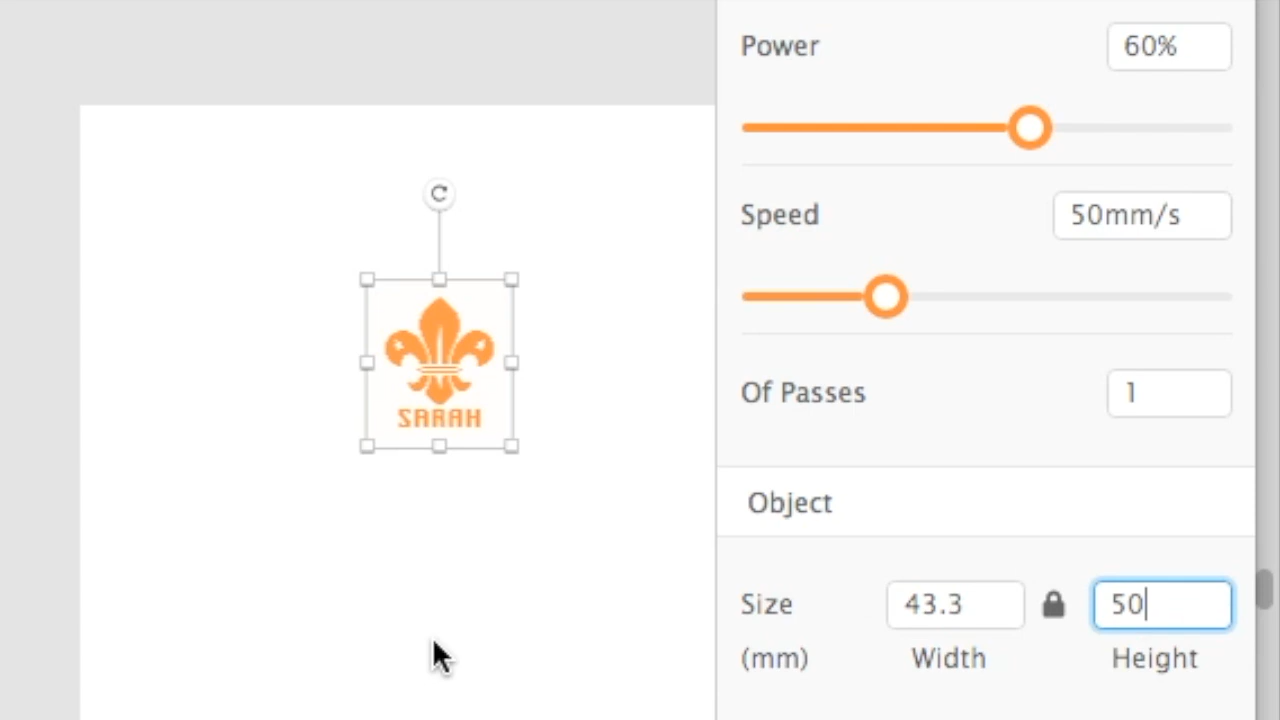 Power 60%
Speed 50mm/s
SARAH
Of Passes 1
Object
Size 43.3 50
(mm) Width Height